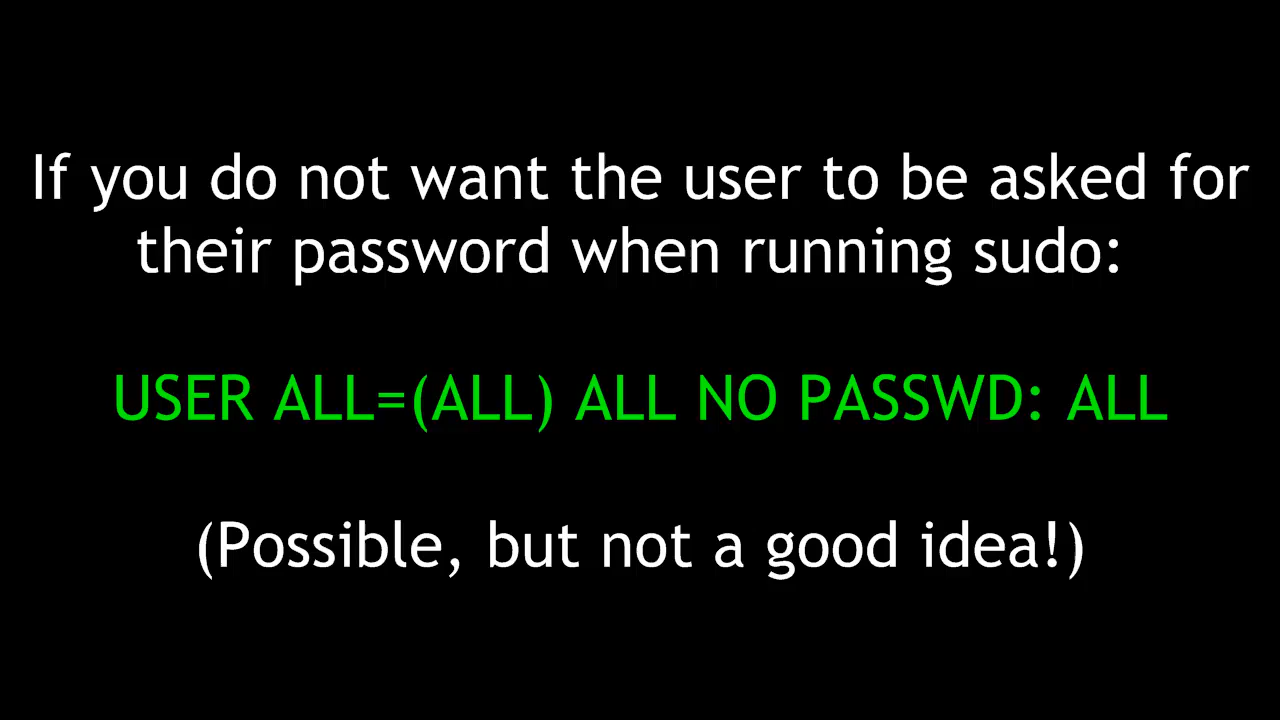 If you do not want the user to be asked for
their password when running sudo:
USER ALL=(ALL) ALL NO PASSWD: ALL
(Possible, but not a good idea!)